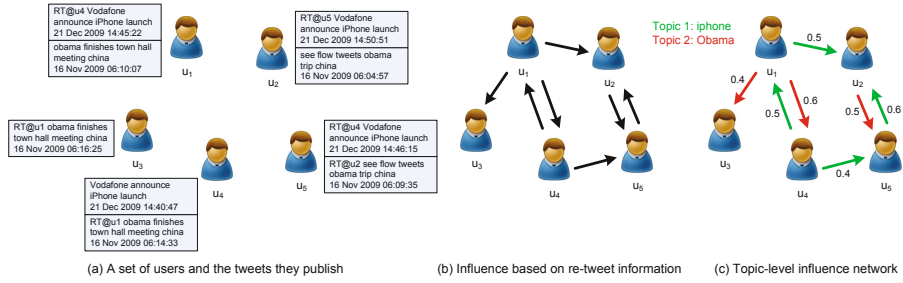 RT@u4 Vodafone
announce iPhone launch
21 Dec 2009 14:45:22
obama finishes town hall
meeting china
16 Nov 2009 06:10:07
u1
RT@u5 Vodafone
announce iPhone launch
21 Dec 2009 14:50:51
see flow tweets obama
trip china
16 Nov 2009 06:04:57
u2
RT@u1 obama finishes
town hall meeting china
16 Nov 2009 06:16:25
u3
Vodafone announce
iPhone launch
21 Dec 2009 14:40:47
RT@u1 obama finishes
town hall meeting china
16 Nov 2009 06:14:33
u4
RT@u4 Vodafone
announce iPhone launch
21 Dec 2009 14:46:15
RT@u2 see flow tweets
obama trip china
16 Nov 2009 06:09:35
u5
(a) A set of users and the tweets they publish
u1
u2
u3
u4
u5
(b) Influence based on re-tweet information
Topic 1: iphone
Topic 2: Obama
u1
0.5
u2
0.4
0.5
0.6
0.5
0.6
u3
u4
0.4
u5
(c) Topic-level influence network